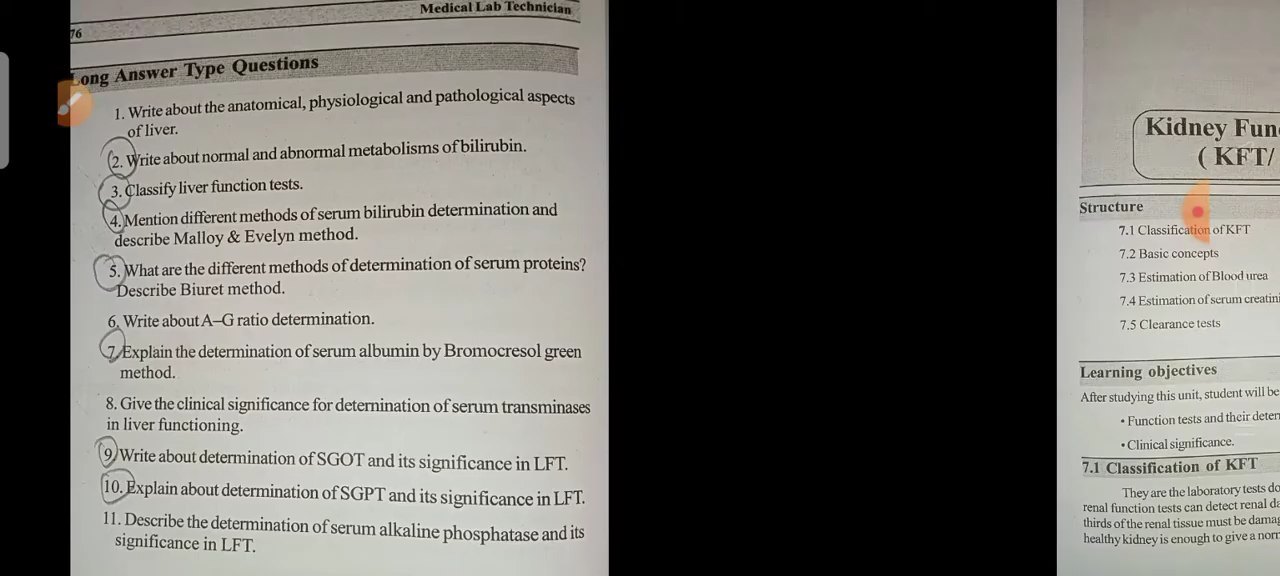 76
Medical Lab Technician
Long Answer Type Questions
1. Write about the anatomical, physiological and pathological aspects
of liver.
2. Write about normal and abnormal metabolisms of bilirubin.
3. Classify liver function tests.
4. Mention different methods of serum bilirubin determination and
describe Malloy & Evelyn method.
5. What are the different methods of determination of serum proteins?
Describe Biuret method.
6. Write about A–G ratio determination.
7. Explain the determination of serum albumin by Bromocresol green
method.
8. Give the clinical significance for detemination of serum transminases
in liver functioning.
9. Write about determination of SGOT and its significance in LFT.
10. Explain about determination of SGPT and its significance in LFT.
11. Describe the determination of serum alkaline phosphatase and its
significance in LFT.
Kidney Fun
( KFT/
Structure
7.1 Classification of KFT
7.2 Basic concepts
7.3 Estimation of Blood urea
7.4 Estimation of serum creatini
7.5 Clearance tests
Learning objectives
After studying this unit, student will be
• Function tests and their deter
• Clinical significance.
7.1 Classification of KFT
They are the laboratory tests do
renal function tests can detect renal da
thirds of the renal tissue must be damag
healthy kidney is enough to give a norm